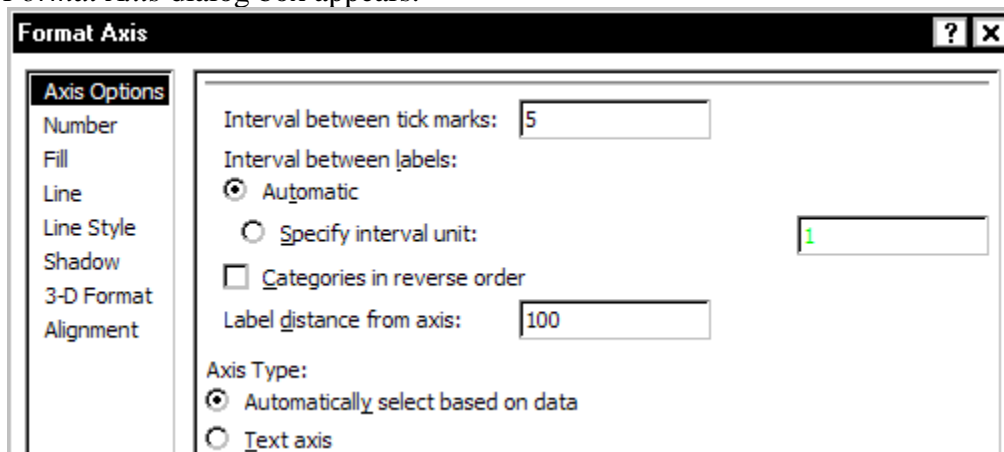 Format Axis dialog box appears.
Format Axis
? X
Axis Options
Number
Fill
Line
Line Style
Shadow
3-D Format
Alignment
Interval between tick marks: 5
Interval between labels:
Automatic
Specify interval unit: 1
Categories in reverse order
Label distance from axis: 100
Axis Type:
Automatically select based on data
Text axis